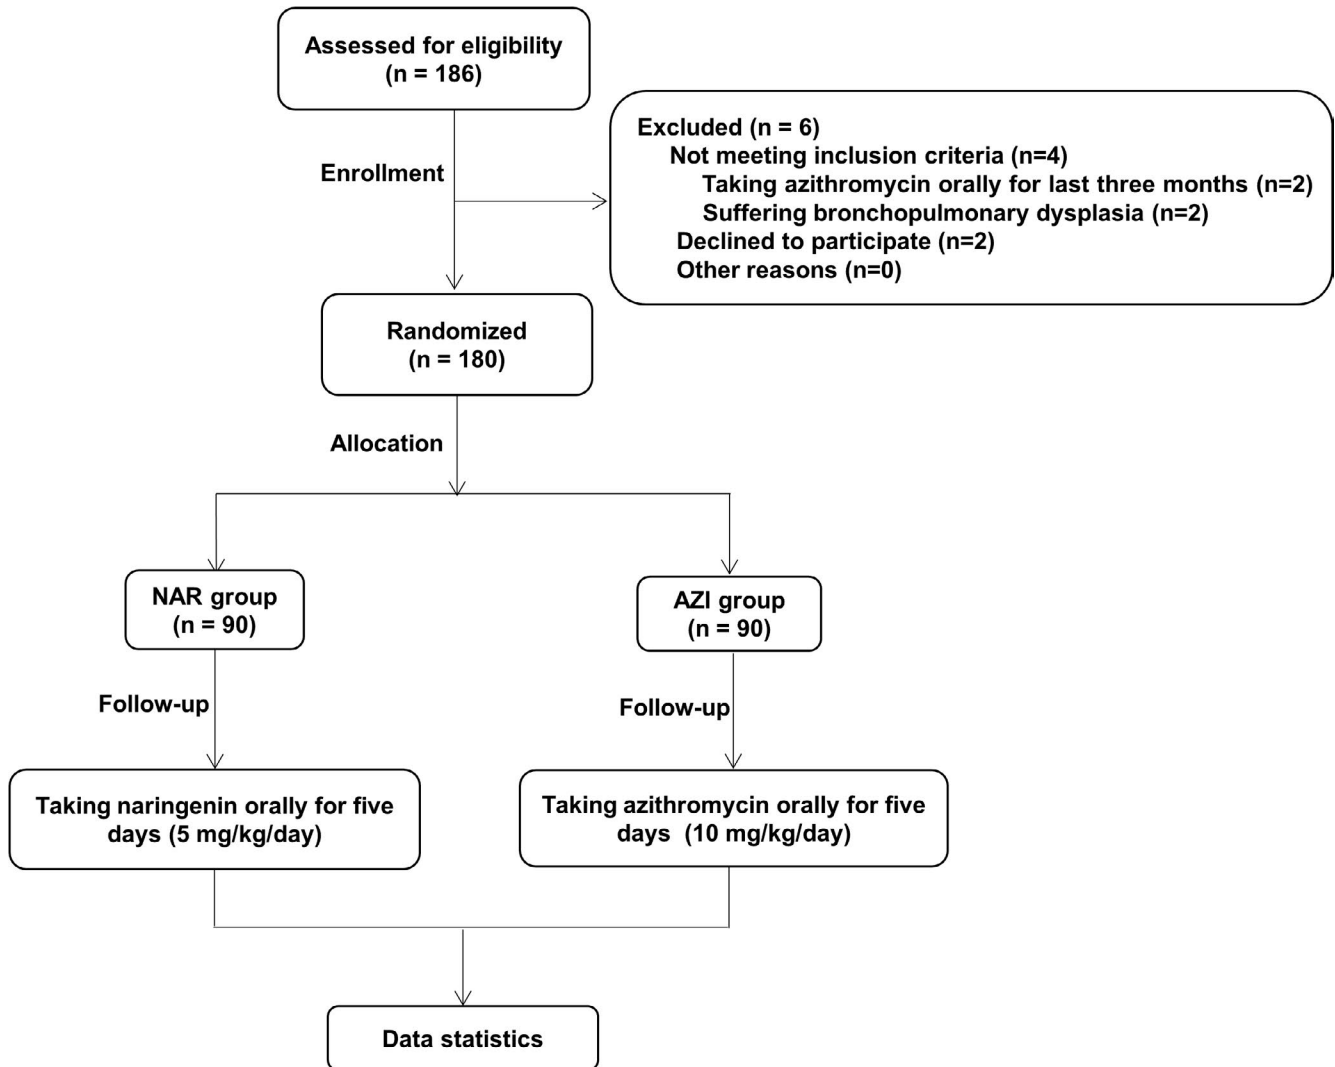 Assessed for eligibility
(n = 186)
Enrollment
Excluded (n = 6)
Not meeting inclusion criteria (n=4)
Taking azithromycin orally for last three months (n=2)
Suffering bronchopulmonary dysplasia (n=2)
Declined to participate (n=2)
Other reasons (n=0)
Randomized
(n = 180)
Allocation
NAR group
(n = 90)
AZI group
(n = 90)
Follow-up
Follow-up
Taking naringenin orally for five
days (5 mg/kg/day)
Taking azithromycin orally for five
days (10 mg/kg/day)
Data statistics